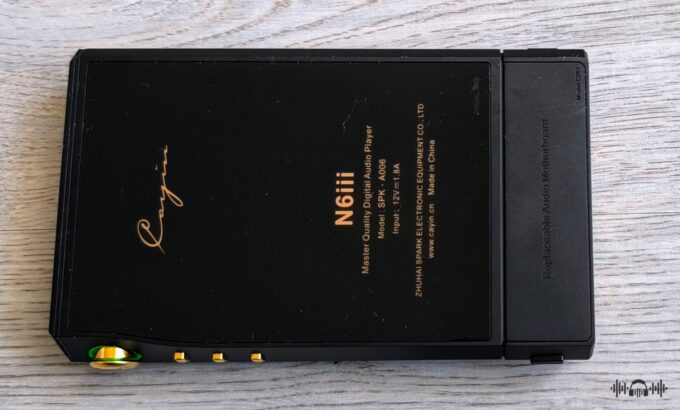 Cayin
N6iii
Master Quality Digital Audio Player
Model: SPK - A006
Input: 12V⎓1.8A
ZHUHAI SPARK ELECTRONIC EQUIPMENT CO., LTD
www.cayin.cn Made in China
Replaceable Audio Motherboard